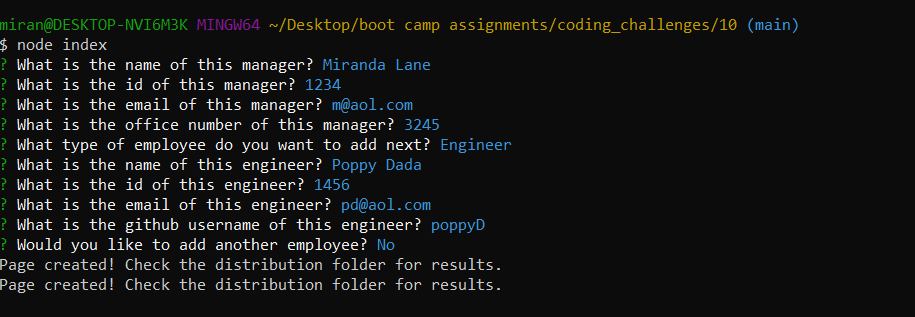 miran@DESKTOP-NVI6M3K MINGW64 ~/Desktop/boot camp assignments/coding_challenges/10 (main)
$ node index
? What is the name of this manager? Miranda Lane
? What is the id of this manager? 1234
? What is the email of this manager? m@aol.com
? What is the office number of this manager? 3245
? What type of employee do you want to add next? Engineer
? What is the name of this engineer? Poppy Dada
? What is the id of this engineer? 1456
? What is the email of this engineer? pd@aol.com
? What is the github username of this engineer? poppyD
? Would you like to add another employee? No
Page created! Check the distribution folder for results.
Page created! Check the distribution folder for results.